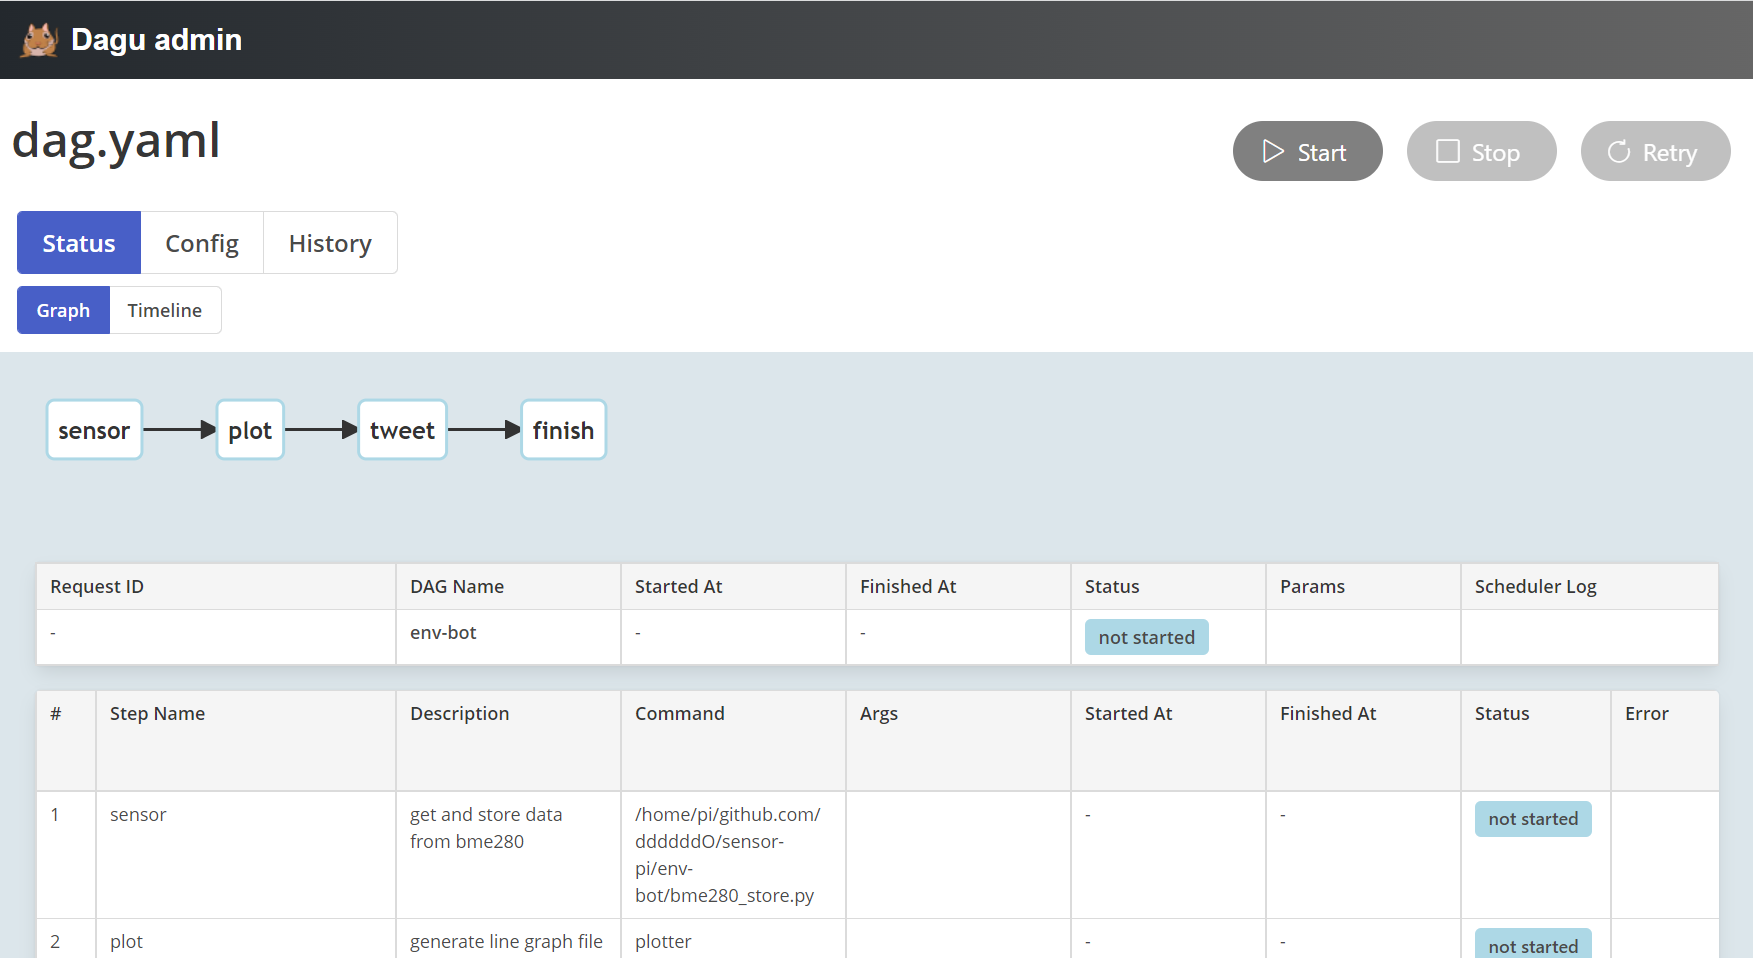 Dagu admin
dag.yaml
Start
Stop
Retry
Status
Config
History
Graph
Timeline
sensor
plot
tweet
finish
Request ID
DAG Name
Started At
Finished At
Status
Params
Scheduler Log
-
env-bot
-
-
not started
#
Step Name
Description
Command
Args
Started At
Finished At
Status
Error
1
sensor
get and store data
from bme280
/home/pi/github.com/
ddddddO/sensor-
pi/env-
bot/bme280_store.py
-
-
not started
2
plot
generate line graph file
plotter
-
-
not started